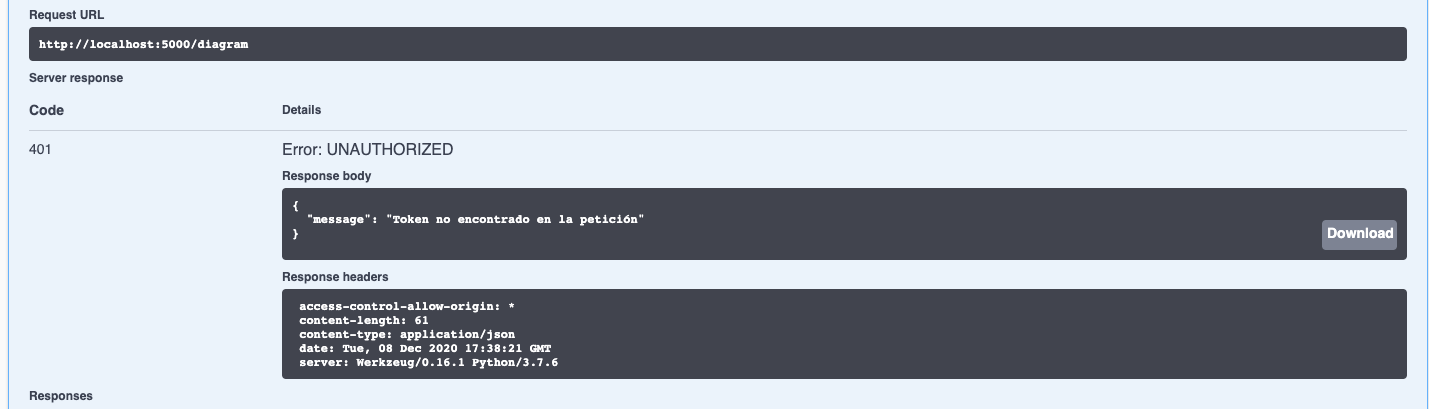 Request URL
http://localhost:5000/diagram
Server response
Code Details
401 Error: UNAUTHORIZED
Response body
{
"message": "Token no encontrado en la petición"
}
Download
Response headers
access-control-allow-origin: *
content-length: 61
content-type: application/json
date: Tue, 08 Dec 2020 17:38:21 GMT
server: Werkzeug/0.16.1 Python/3.7.6
Responses